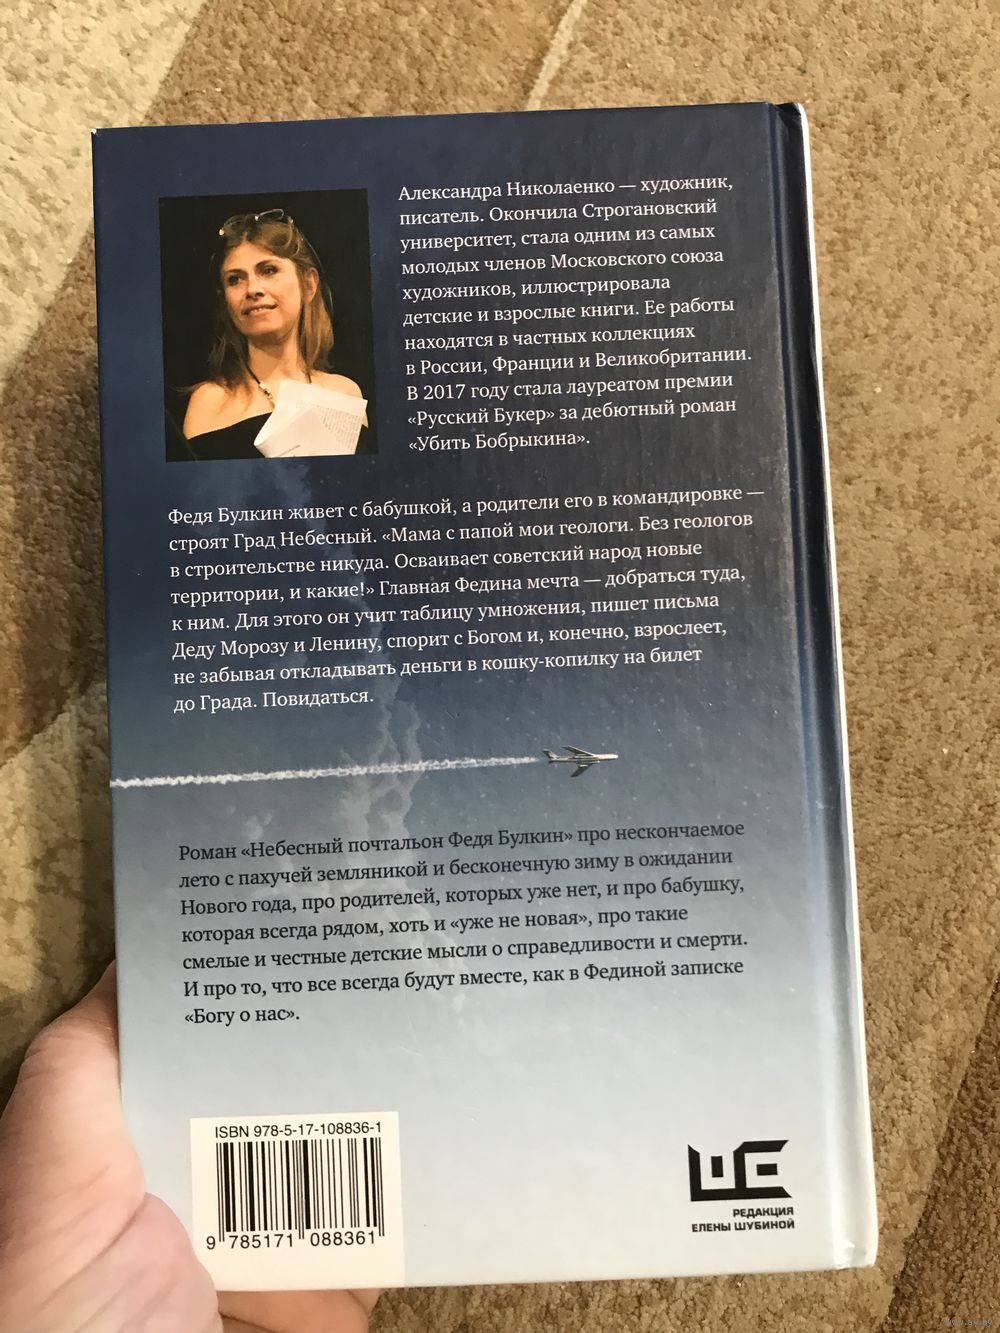 Александра Николаенко — художник,
писатель. Окончила Строгановский
университет, стала одним из самых
молодых членов Московского союза
художников, иллюстрировала
детские и взрослые книги. Ее работы
находятся в частных коллекциях
в России, Франции и Великобритании.
В 2017 году стала лауреатом премии
«Русский Букер» за дебютный роман
«Убить Бобрыкина».
Федя Булкин живет с бабушкой, а родители его в командировке —
строят Град Небесный. «Мама с папой мои геологи. Без геологов
в строительстве никуда. Осваивает советский народ новые
территории, и какие!» Главная Федина мечта — добраться туда,
к ним. Для этого он учит таблицу умножения, пишет письма
Деду Морозу и Ленину, спорит с Богом и, конечно, взрослеет,
не забывая откладывать деньги в кошку-копилку на билет
до Града. Повидаться.
Роман «Небесный почтальон Федя Булкин» про нескончаемое
лето с пахучей земляникой и бесконечную зиму в ожидании
Нового года, про родителей, которых уже нет, и про бабушку,
которая всегда рядом, хоть и «уже не новая», про такие
смелые и честные детские мысли о справедливости и смерти.
И про то, что все всегда будут вместе, как в Фединой записке
«Богу о нас».
ISBN 978-5-17-108836-1
9 785171 088361
РЕДАКЦИЯ
ЕЛЕНЫ ШУБИНОЙ